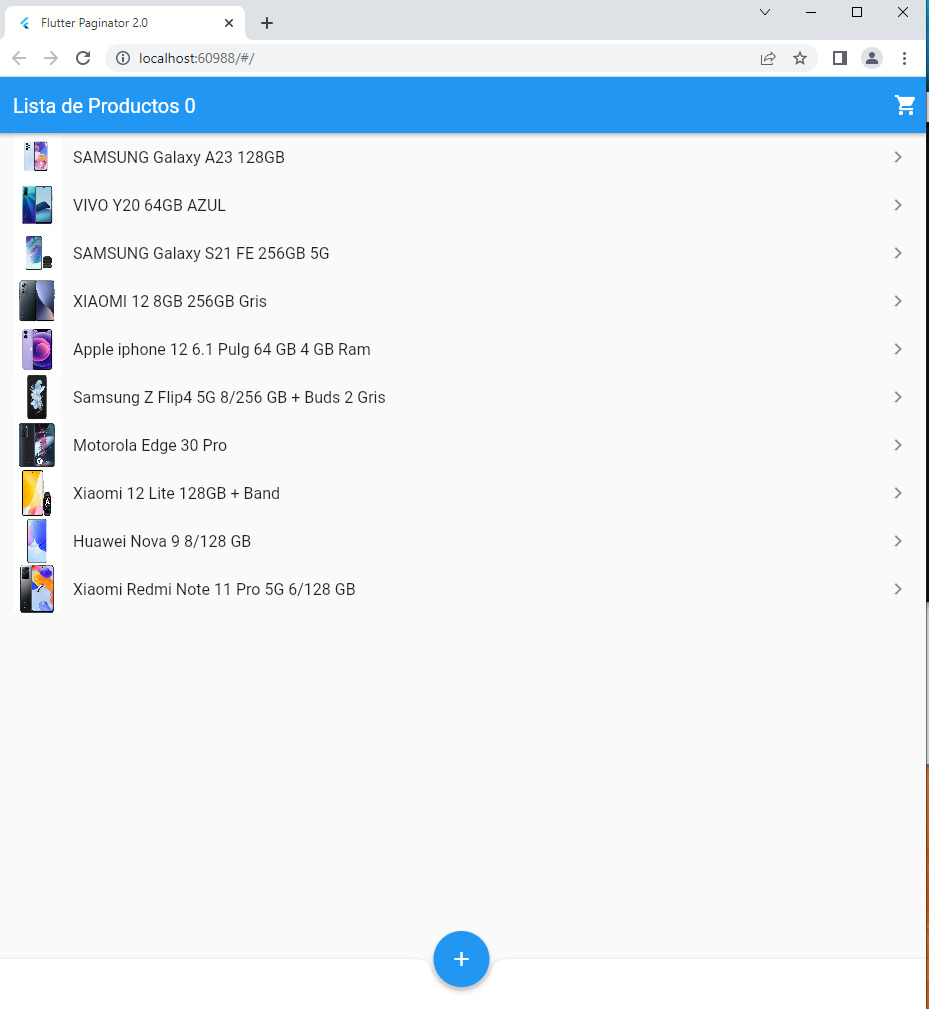 Flutter Paginator 2.0
localhost:60988/#/
Lista de Productos 0
SAMSUNG Galaxy A23 128GB
VIVO Y20 64GB AZUL
SAMSUNG Galaxy S21 FE 256GB 5G
XIAOMI 12 8GB 256GB Gris
Apple iphone 12 6.1 Pulg 64 GB 4 GB Ram
Samsung Z Flip4 5G 8/256 GB + Buds 2 Gris
Motorola Edge 30 Pro
Xiaomi 12 Lite 128GB + Band
Huawei Nova 9 8/128 GB
Xiaomi Redmi Note 11 Pro 5G 6/128 GB